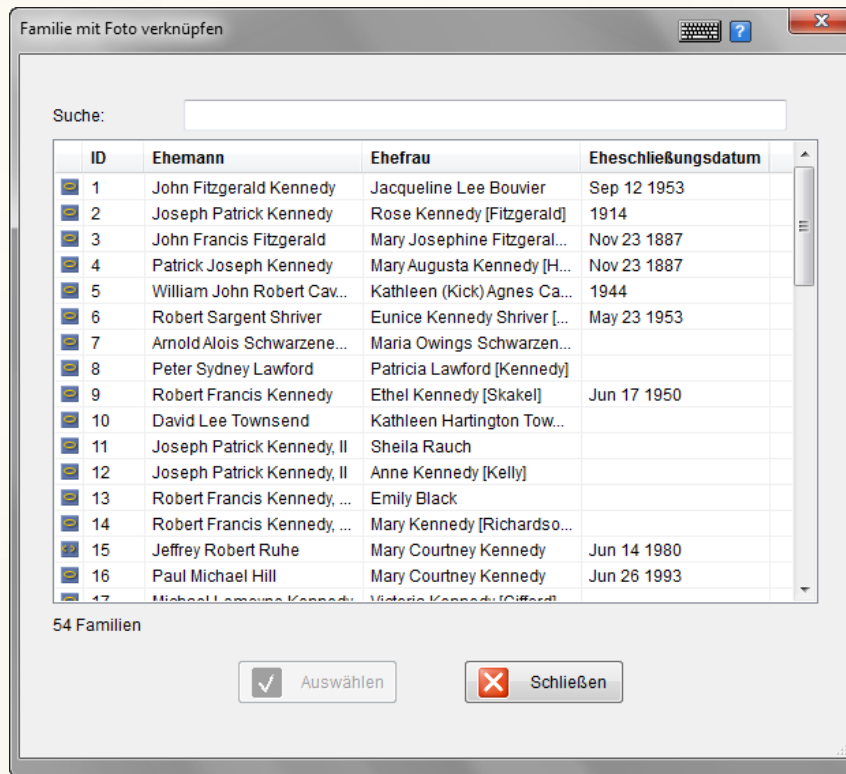 Familie mit Foto verknüpfen
Suche:
ID Ehemann Ehefrau Eheschließungsdatum
1 John Fitzgerald Kennedy Jacqueline Lee Bouvier Sep 12 1953
2 Joseph Patrick Kennedy Rose Kennedy [Fitzgerald] 1914
3 John Francis Fitzgerald Mary Josephine Fitzgeral... Nov 23 1887
4 Patrick Joseph Kennedy Mary Augusta Kennedy [H... Nov 23 1887
5 William John Robert Cav... Kathleen (Kick) Agnes Ca... 1944
6 Robert Sargent Shriver Eunice Kennedy Shriver [... May 23 1953
7 Arnold Alois Schwarzene... Maria Owings Schwarzen...
8 Peter Sydney Lawford Patricia Lawford [Kennedy]
9 Robert Francis Kennedy Ethel Kennedy [Skakel] Jun 17 1950
10 David Lee Townsend Kathleen Hartington Tow...
11 Joseph Patrick Kennedy, II Sheila Rauch
12 Joseph Patrick Kennedy, II Anne Kennedy [Kelly]
13 Robert Francis Kennedy, ... Emily Black
14 Robert Francis Kennedy, ... Mary Kennedy [Richardso...
15 Jeffrey Robert Ruhe Mary Courtney Kennedy Jun 14 1980
16 Paul Michael Hill Mary Courtney Kennedy Jun 26 1993
17 Michael Lemoyne Kennedy Victoria Kennedy [Gifford]
54 Familien
Auswählen Schließen